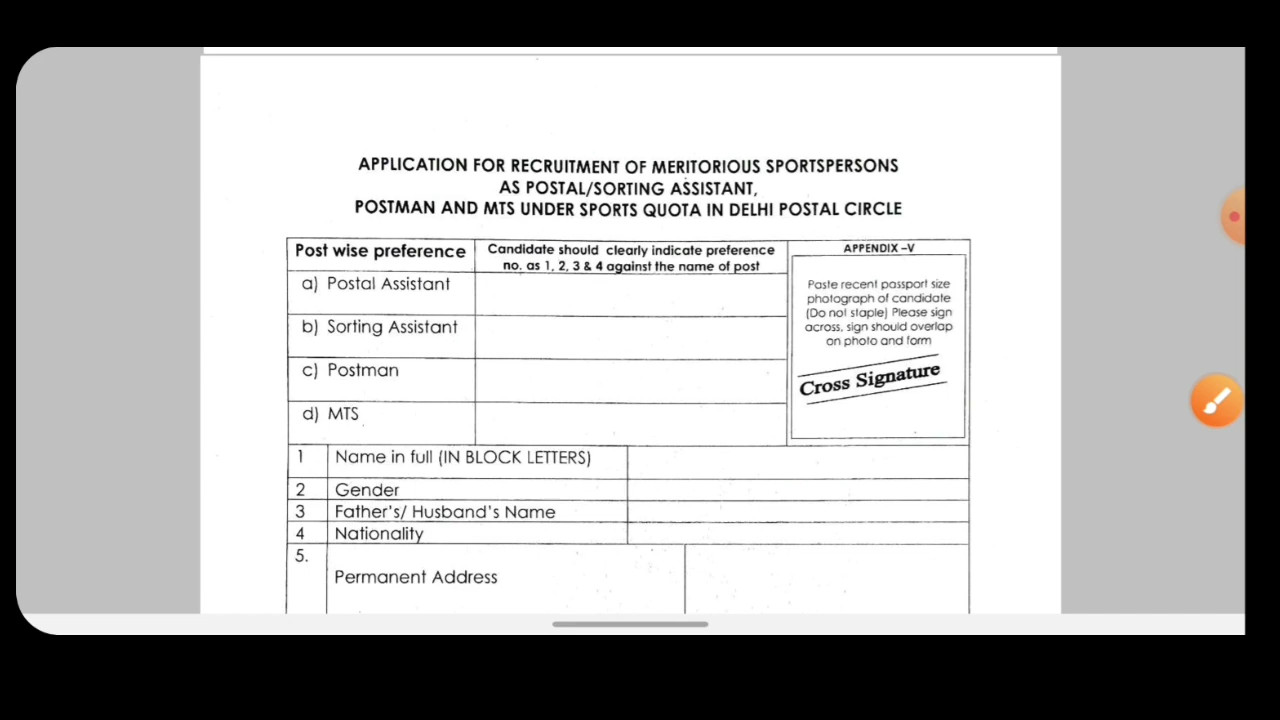 APPLICATION FOR RECRUITMENT OF MERITORIOUS SPORTSPERSONS
AS POSTAL/SORTING ASSISTANT,
POSTMAN AND MTS UNDER SPORTS QUOTA IN DELHI POSTAL CIRCLE
Post wise preference
Candidate should clearly indicate preference
no. as 1, 2, 3 & 4 against the name of post
APPENDIX –V
a) Postal Assistant
b) Sorting Assistant
c) Postman
d) MTS
Paste recent passport size
photograph of candidate
(Do not staple) Please sign
across, sign should overlap
on photo and form
Cross Signature
1 Name in full (IN BLOCK LETTERS)
2 Gender
3 Father's/ Husband's Name
4 Nationality
5.
Permanent Address